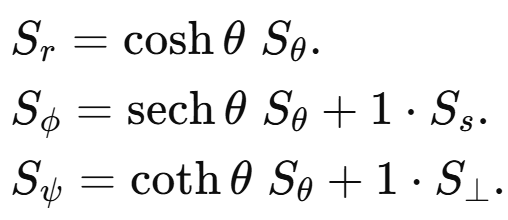 S_r = cosh θ S_θ.
S_ϕ = sech θ S_θ + 1 · S_s.
S_ψ = coth θ S_θ + 1 · S_⊥.